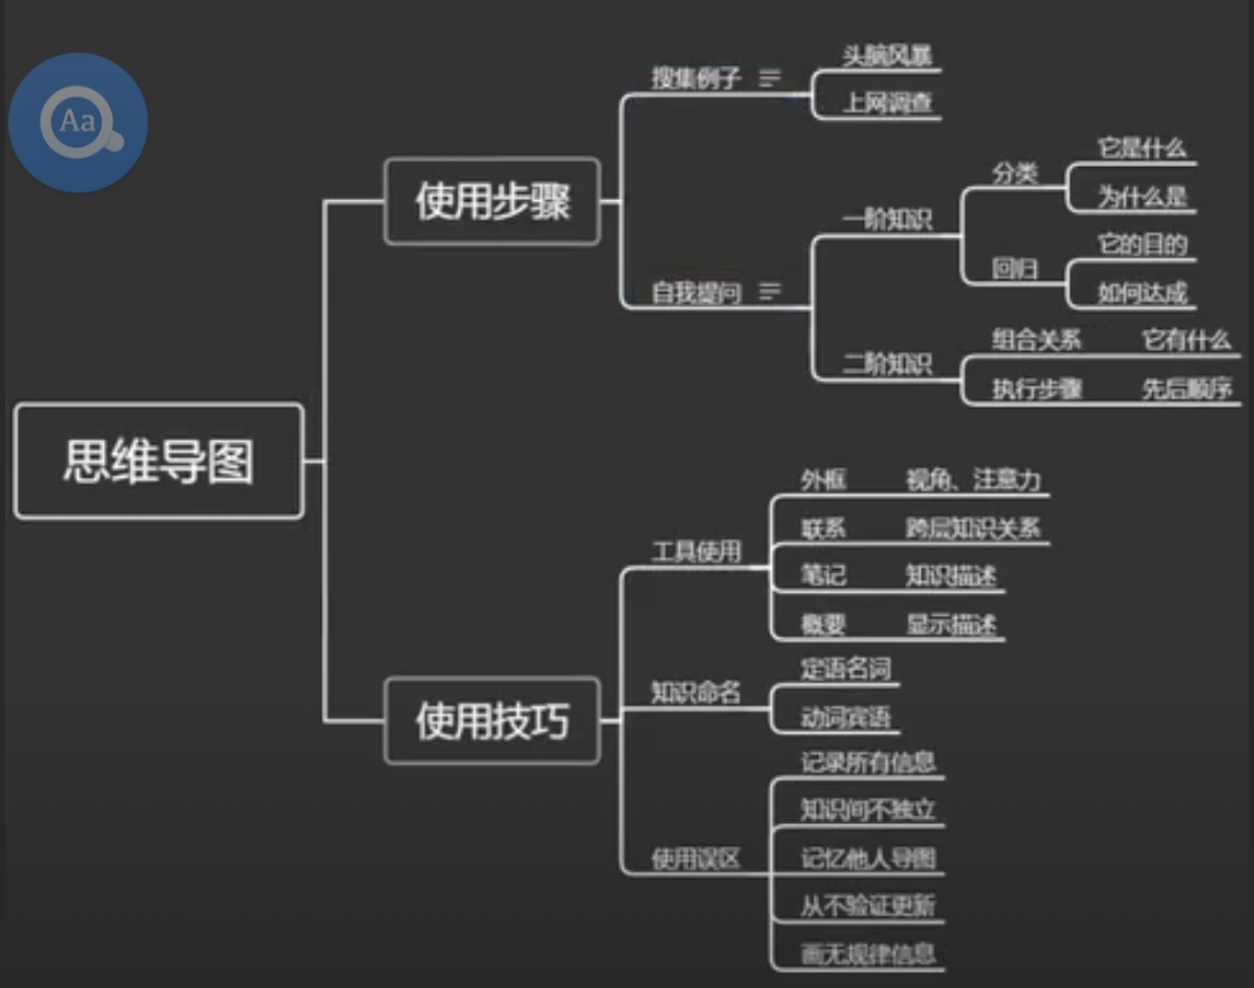 Aa
思维导图
使用步骤
搜集例子
头脑风暴
上网调查
自我提问
一阶知识
分类
它是什么
为什么是
回归
它的目的
如何达成
二阶知识
组合关系 它有什么
执行步骤 先后顺序
使用技巧
工具使用
外框 视角、注意力
联系 跨层知识关系
笔记 知识描述
概要 显示描述
知识命名
定语名词
动词宾语
使用误区
记录所有信息
知识间不独立
记忆他人导图
从不验证更新
画无规律信息